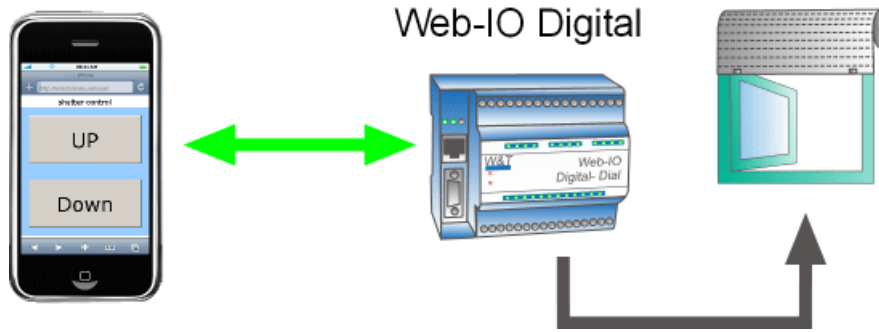 Web-IO Digital
shutter control
UP
Down
W&T
Web-IO
Digital- Dial